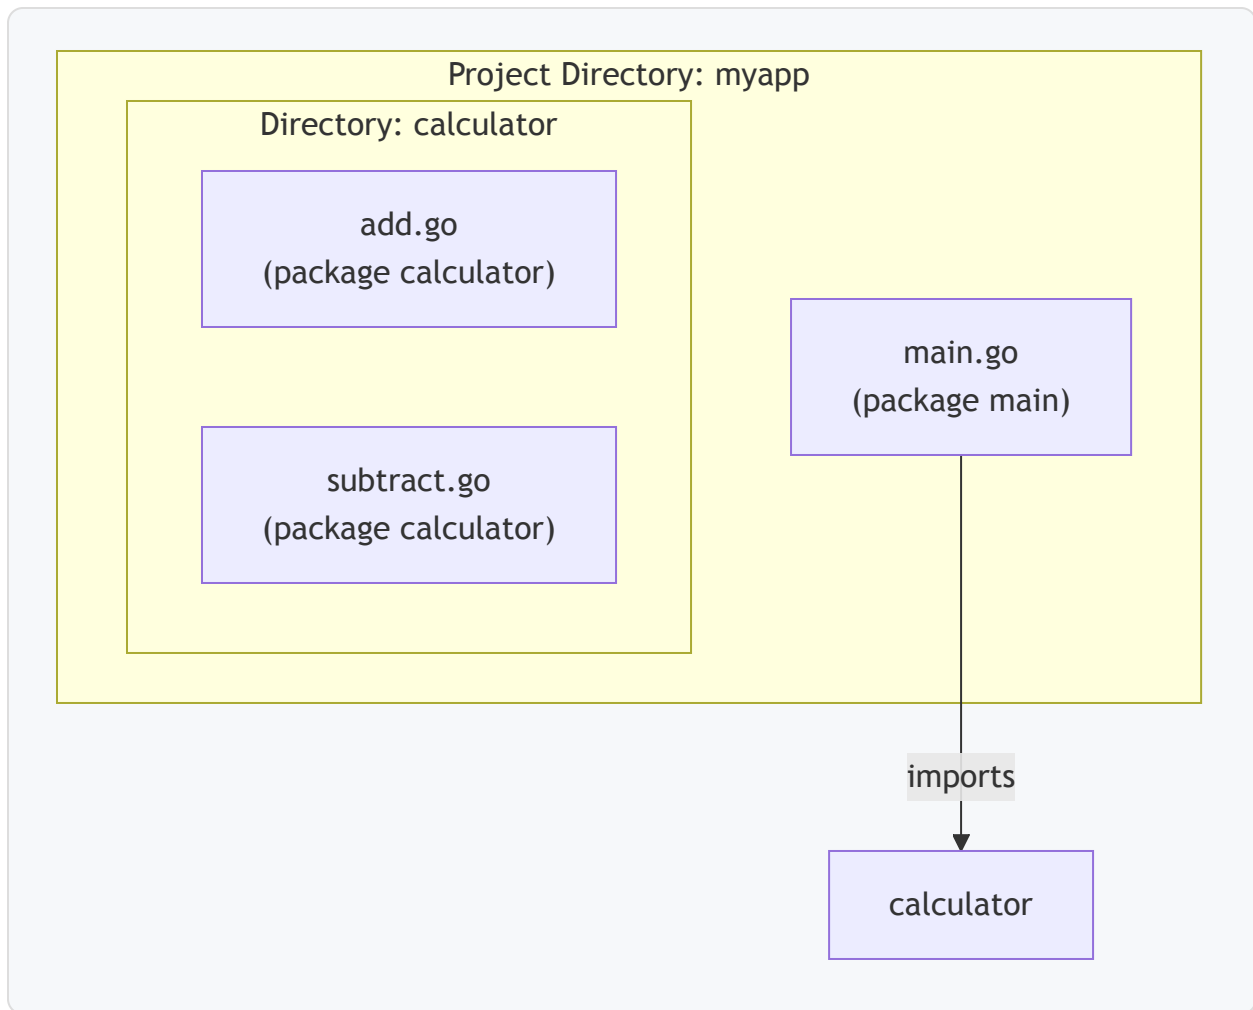 Project Directory: myapp
Directory: calculator
add.go
(package calculator)
subtract.go
(package calculator)
main.go
(package main)
imports
calculator